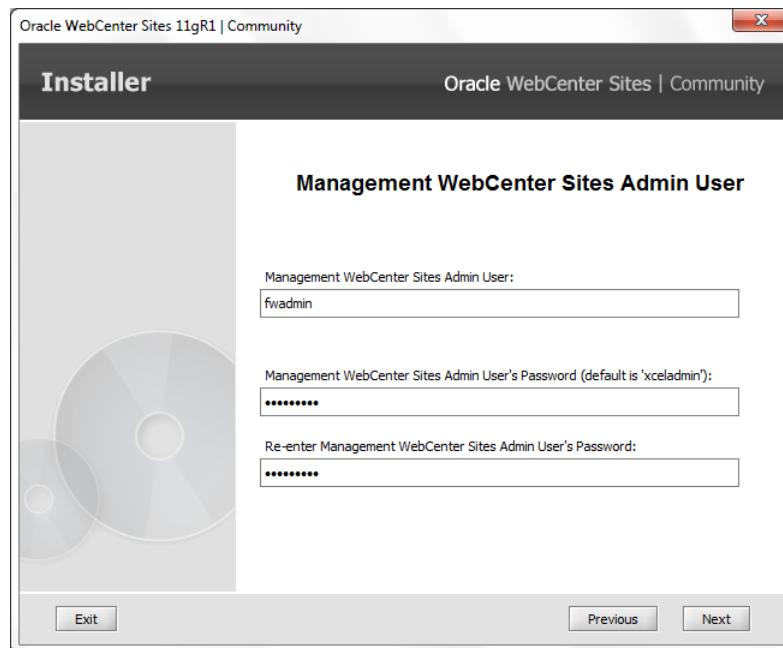 Oracle WebCenter Sites 11gR1 | Community
Installer
Oracle WebCenter Sites | Community
Management WebCenter Sites Admin User
Management WebCenter Sites Admin User:
fwadmin
Management WebCenter Sites Admin User's Password (default is 'xceladmin'):
•••••••••
Re-enter Management WebCenter Sites Admin User's Password:
•••••••••
Exit
Previous
Next